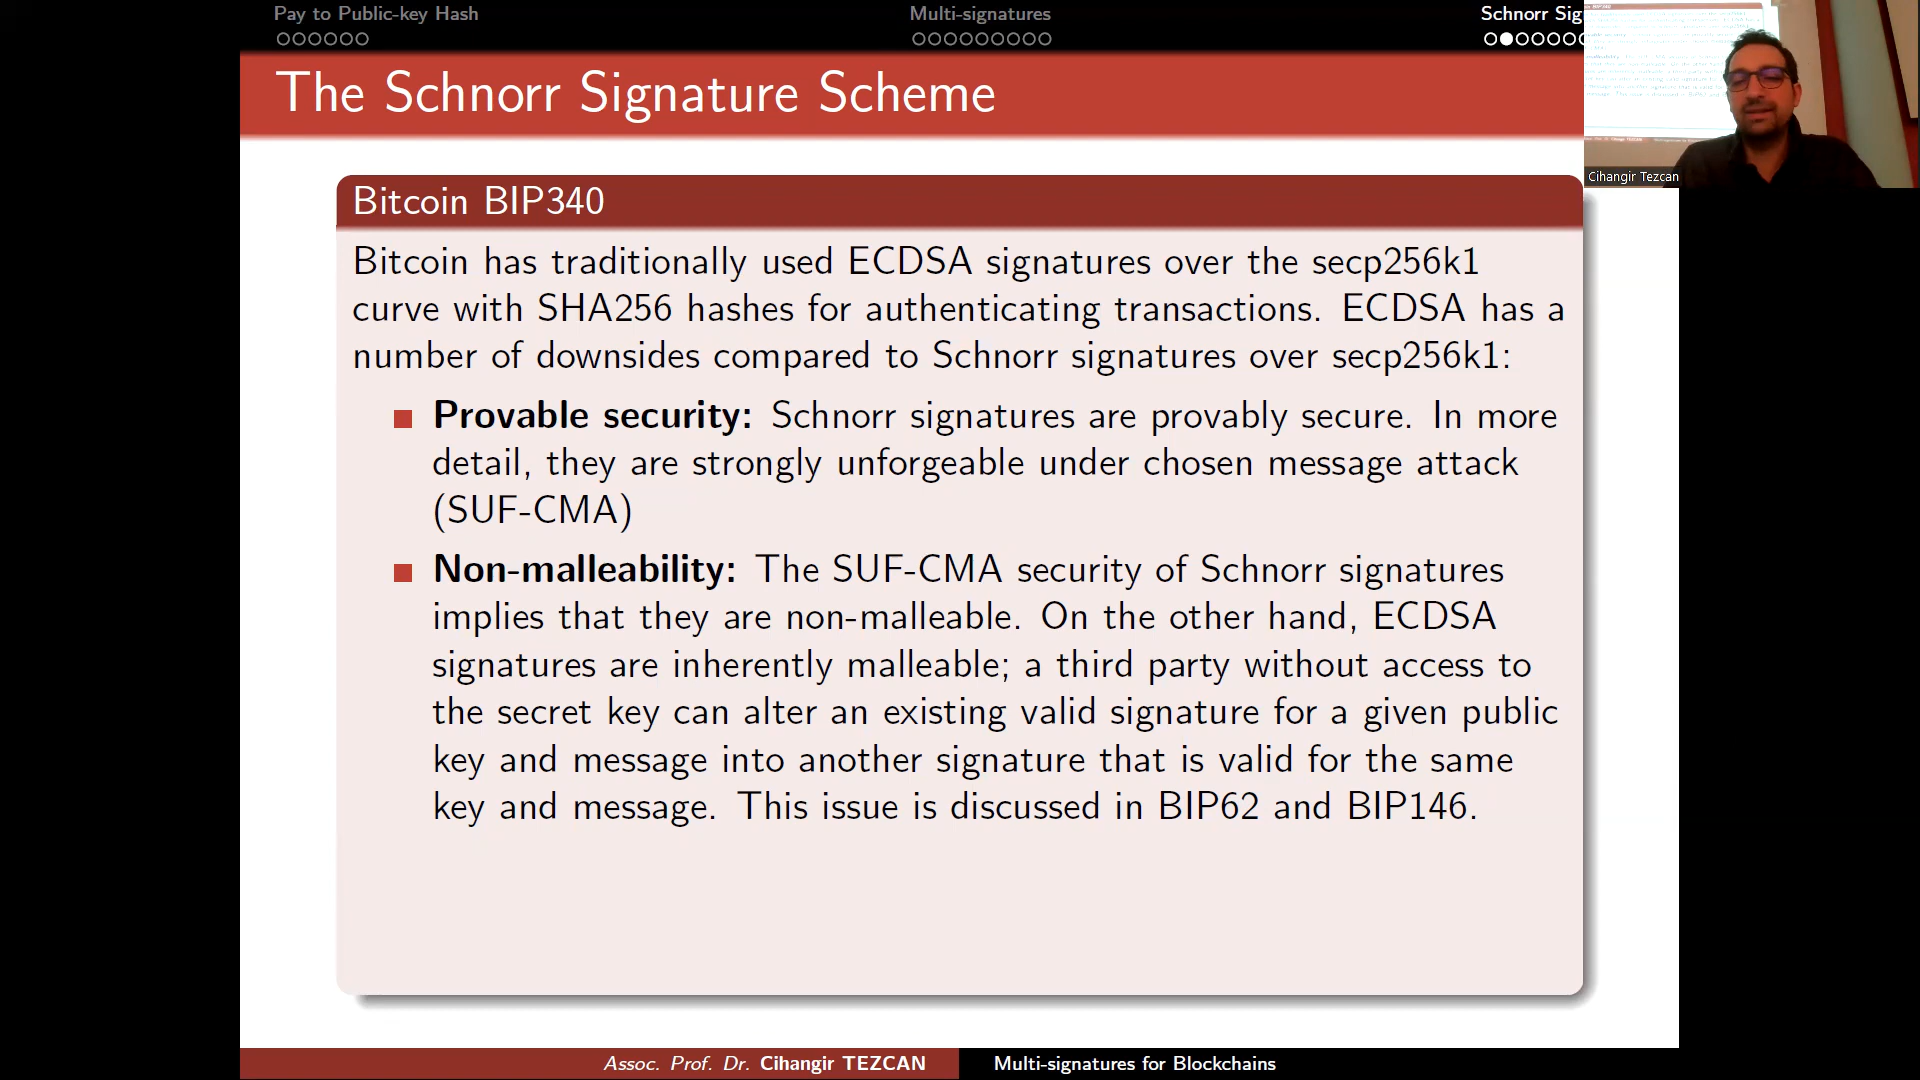 Pay to Public-key Hash
Multi-signatures
Schnorr Sig
The Schnorr Signature Scheme
Cihangir Tezcan
Bitcoin BIP340
Bitcoin has traditionally used ECDSA signatures over the secp256k1
curve with SHA256 hashes for authenticating transactions. ECDSA has a
number of downsides compared to Schnorr signatures over secp256k1:
Provable security: Schnorr signatures are provably secure. In more
detail, they are strongly unforgeable under chosen message attack
(SUF-CMA)
Non-malleability: The SUF-CMA security of Schnorr signatures
implies that they are non-malleable. On the other hand, ECDSA
signatures are inherently malleable; a third party without access to
the secret key can alter an existing valid signature for a given public
key and message into another signature that is valid for the same
key and message. This issue is discussed in BIP62 and BIP146.
Assoc. Prof. Dr. Cihangir TEZCAN
Multi-signatures for Blockchains